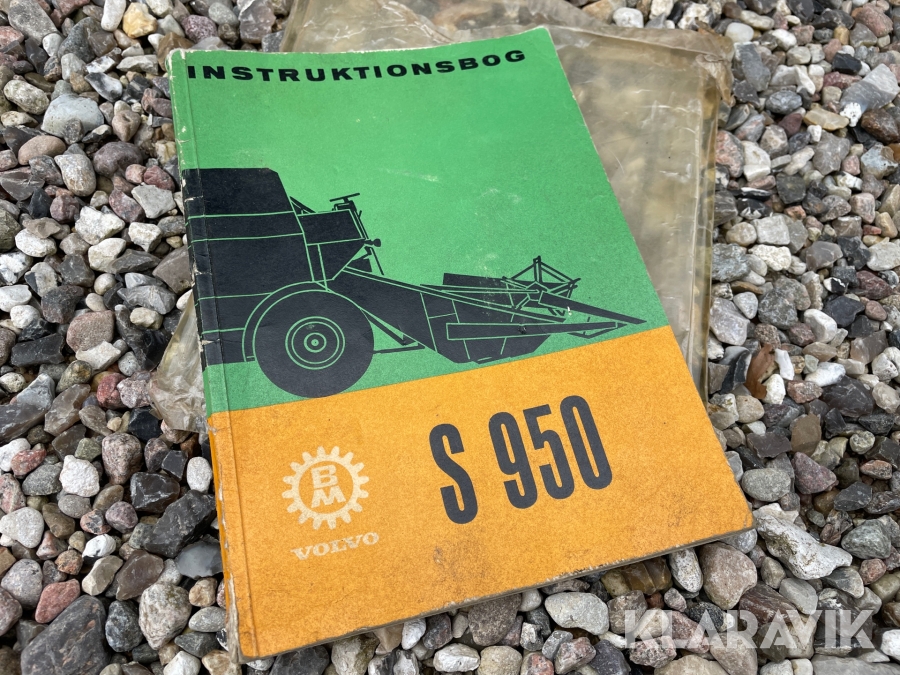 INSTRUKTIONSBOG
S 950
BM
VOLVO
KLARAVIK